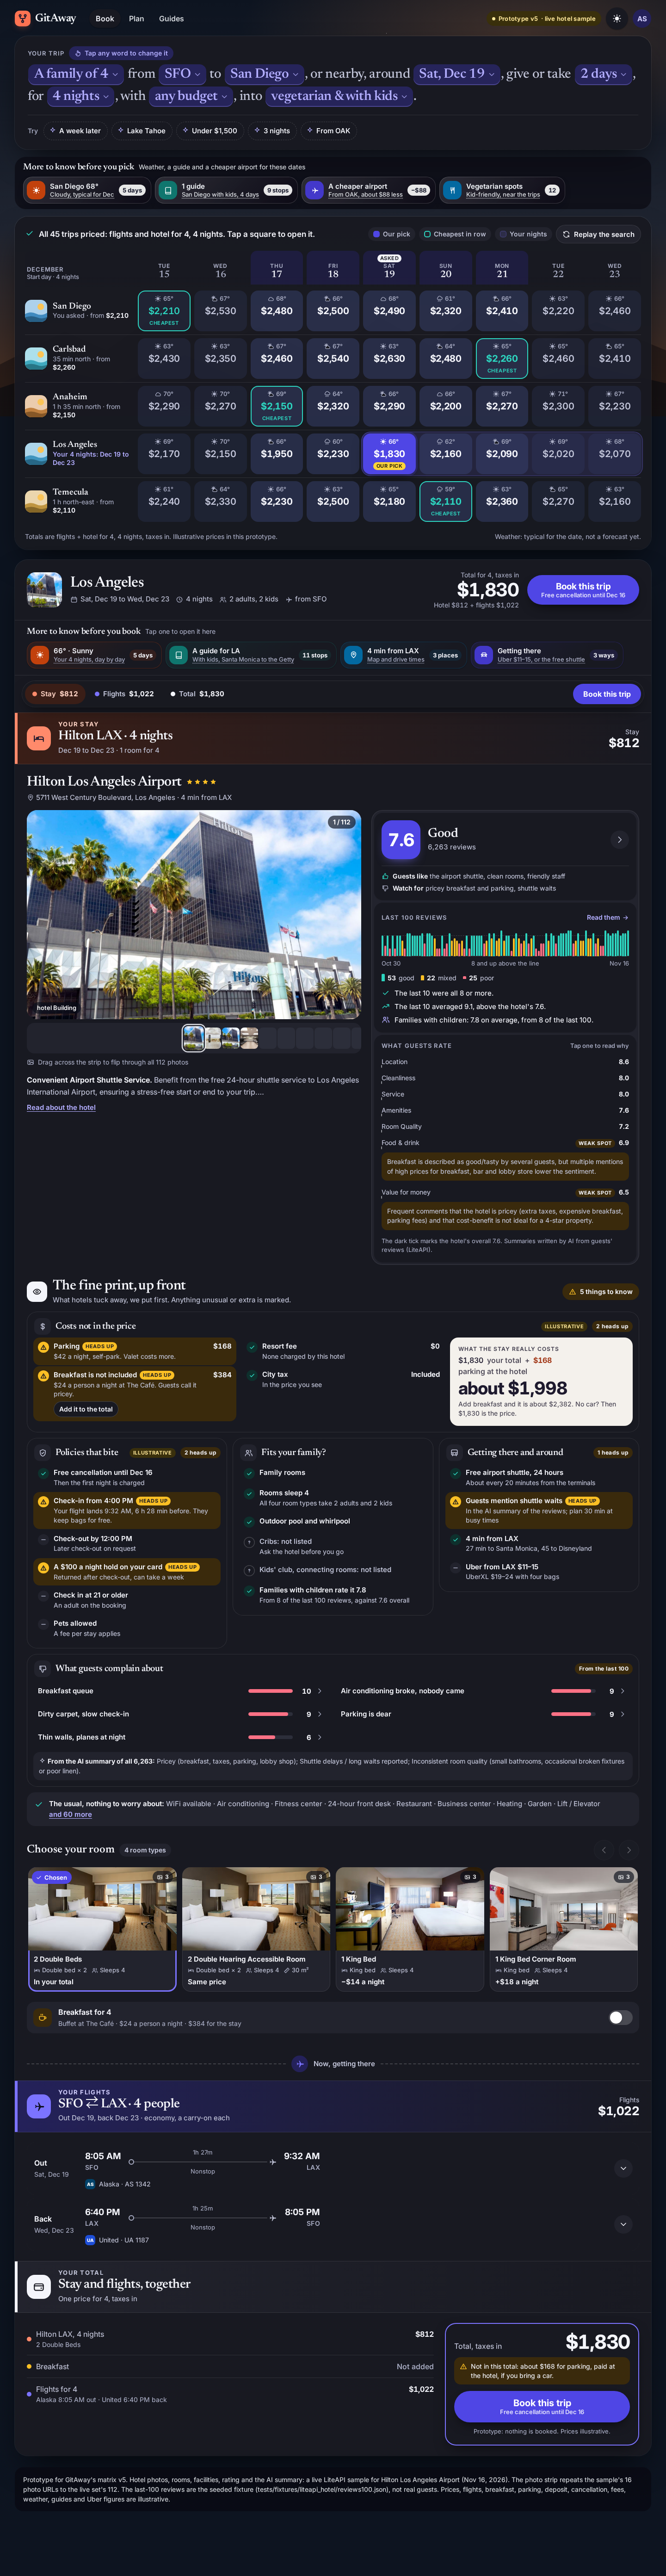 GitAway
Book Plan Guides
Prototype v5 · live hotel sample
AS
YOUR TRIP Tap any word to change it
A family of 4 from SFO to San Diego, or nearby, around Sat, Dec 19, give or take 2 days,
for 4 nights, with any budget, into vegetarian & with kids.
Try A week later Lake Tahoe Under $1,500 3 nights From OAK
More to know before you pick Weather, a guide and a cheaper airport for these dates
San Diego 68° Cloudy, typical for Dec 5 days
1 guide San Diego with kids, 4 days 9 stops
A cheaper airport From OAK, about $88 less −$88
Vegetarian spots Kid-friendly, near the trips 12
All 45 trips priced: flights and hotel for 4, 4 nights. Tap a square to open it.
Our pick Cheapest in row Your nights Replay the search
DECEMBER
Start day · 4 nights
ASKED
TUE 15 WED 16 THU 17 FRI 18 SAT 19 SUN 20 MON 21 TUE 22 WED 23
San Diego
You asked · from $2,210
65° 67° 68° 66° 68° 61° 66° 63° 66°
$2,210 $2,530 $2,480 $2,500 $2,490 $2,320 $2,410 $2,220 $2,460
CHEAPEST
Carlsbad
35 min north · from $2,260
63° 63° 67° 67° 63° 64° 65° 65° 65°
$2,430 $2,350 $2,460 $2,540 $2,630 $2,480 $2,260 $2,460 $2,410
CHEAPEST
Anaheim
1 h 35 min north · from $2,150
70° 70° 69° 64° 66° 66° 67° 71° 67°
$2,290 $2,270 $2,150 $2,320 $2,290 $2,200 $2,270 $2,300 $2,230
CHEAPEST
Los Angeles
Your 4 nights: Dec 19 to Dec 23
69° 70° 66° 60° 66° 62° 69° 69° 68°
$2,170 $2,150 $1,950 $2,230 $1,830 $2,160 $2,090 $2,020 $2,070
OUR PICK
Temecula
1 h north-east · from $2,110
61° 64° 66° 63° 65° 59° 63° 65° 63°
$2,240 $2,330 $2,230 $2,500 $2,180 $2,110 $2,360 $2,270 $2,160
CHEAPEST
Totals are flights + hotel for 4, 4 nights, taxes in. Illustrative prices in this prototype.
Weather: typical for the date, not a forecast yet.
Los Angeles
Sat, Dec 19 to Wed, Dec 23 4 nights 2 adults, 2 kids from SFO
Total for 4, taxes in
$1,830
Hotel $812 + flights $1,022
Book this trip
Free cancellation until Dec 16
More to know before you book Tap one to open it here
66° · Sunny Your 4 nights, day by day 5 days
A guide for LA With kids, Santa Monica to the Getty 11 stops
4 min from LAX Map and drive times 3 places
Getting there Uber $11–15, or the free shuttle 3 ways
Stay $812 Flights $1,022 Total $1,830
Book this trip
YOUR STAY
Hilton LAX · 4 nights
Dec 19 to Dec 23 · 1 room for 4
Stay
$812
Hilton Los Angeles Airport
5711 West Century Boulevard, Los Angeles · 4 min from LAX
1 / 112
Hilton
Hilton
hotel Building
Drag across the strip to flip through all 112 photos
Convenient Airport Shuttle Service. Benefit from the free 24-hour shuttle service to Los Angeles
International Airport, ensuring a stress-free start or end to your trip....
Read about the hotel
7.6
Good
6,263 reviews
Guests like the airport shuttle, clean rooms, friendly staff
Watch for pricey breakfast and parking, shuttle waits
LAST 100 REVIEWS Read them →
Oct 30 8 and up above the line Nov 16
53 good 22 mixed 25 poor
The last 10 were all 8 or more.
The last 10 averaged 9.1, above the hotel's 7.6.
Families with children: 7.8 on average, from 8 of the last 100.
WHAT GUESTS RATE Tap one to read why
Location 8.6
Cleanliness 8.0
Service 8.0
Amenities 7.6
Room Quality 7.2
Food & drink WEAK SPOT 6.9
Breakfast is described as good/tasty by several guests, but multiple mentions
of high prices for breakfast, bar and lobby store lower the sentiment.
Value for money WEAK SPOT 6.5
Frequent comments that the hotel is pricey (extra taxes, expensive breakfast,
parking fees) and that cost-benefit is not ideal for a 4-star property.
The dark tick marks the hotel's overall 7.6. Summaries written by AI from guests'
reviews (LiteAPI).
The fine print, up front
What hotels tuck away, we put first. Anything unusual or extra is marked.
5 things to know
Costs not in the price ILLUSTRATIVE 2 heads up
Parking HEADS UP $168
$42 a night, self-park. Valet costs more.
Breakfast is not included HEADS UP $384
$24 a person a night at The Café. Guests call it
pricey.
Add it to the total
Resort fee $0
None charged by this hotel
City tax Included
In the price you see
WHAT THE STAY REALLY COSTS
$1,830 your total + $168
parking at the hotel
about $1,998
Add breakfast and it is about $2,382. No car? Then
$1,830 is the price.
Policies that bite ILLUSTRATIVE 2 heads up
Free cancellation until Dec 16
Then the first night is charged
Check-in from 4:00 PM HEADS UP
Your flight lands 9:32 AM, 6 h 28 min before. They
keep bags for free.
Check-out by 12:00 PM
Later check-out on request
A $100 a night hold on your card HEADS UP
Returned after check-out, can take a week
Check in at 21 or older
An adult on the booking
Pets allowed
A fee per stay applies
Fits your family?
Family rooms
Rooms sleep 4
All four room types take 2 adults and 2 kids
Outdoor pool and whirlpool
Cribs: not listed
Ask the hotel before you go
Kids' club, connecting rooms: not listed
Families with children rate it 7.8
From 8 of the last 100 reviews, against 7.6 overall
Getting there and around 1 heads up
Free airport shuttle, 24 hours
About every 20 minutes from the terminals
Guests mention shuttle waits HEADS UP
In the AI summary of the reviews; plan 30 min at
busy times
4 min from LAX
27 min to Santa Monica, 45 to Disneyland
Uber from LAX $11–15
UberXL $19–24 with four bags
What guests complain about From the last 100
Breakfast queue 10
Air conditioning broke, nobody came 9
Dirty carpet, slow check-in 9
Parking is dear 9
Thin walls, planes at night 6
From the AI summary of all 6,263: Pricey (breakfast, taxes, parking, lobby shop); Shuttle delays / long waits reported; Inconsistent room quality (small bathrooms, occasional broken fixtures
or poor linen).
The usual, nothing to worry about: WiFi available · Air conditioning · Fitness center · 24-hour front desk · Restaurant · Business center · Heating · Garden · Lift / Elevator
and 60 more
Choose your room 4 room types
Chosen 3 3 3 3
2 Double Beds
Double bed × 2 Sleeps 4
In your total
2 Double Hearing Accessible Room
Double bed × 2 Sleeps 4 30 m²
Same price
1 King Bed
King bed Sleeps 4
−$14 a night
1 King Bed Corner Room
King bed Sleeps 4
+$18 a night
Breakfast for 4
Buffet at The Café · $24 a person a night · $384 for the stay
Now, getting there
YOUR FLIGHTS
SFO ⇄ LAX · 4 people
Out Dec 19, back Dec 23 · economy, a carry-on each
Flights
$1,022
Out
Sat, Dec 19
8:05 AM 1h 27m 9:32 AM
SFO Nonstop LAX
AS Alaska · AS 1342
Back
Wed, Dec 23
6:40 PM 1h 25m 8:05 PM
LAX Nonstop SFO
UA United · UA 1187
YOUR TOTAL
Stay and flights, together
One price for 4, taxes in
Hilton LAX, 4 nights $812
2 Double Beds
Breakfast Not added
Flights for 4 $1,022
Alaska 8:05 AM out · United 6:40 PM back
Total, taxes in $1,830
Not in this total: about $168 for parking, paid at
the hotel, if you bring a car.
Book this trip
Free cancellation until Dec 16
Prototype: nothing is booked. Prices illustrative.
Prototype for GitAway's matrix v5. Hotel photos, rooms, facilities, rating and the AI summary: a live LiteAPI sample for Hilton Los Angeles Airport (Nov 16, 2026). The photo strip repeats the sample's 16
photo URLs to the live set's 112. The last-100 reviews are the seeded fixture (tests/fixtures/liteapi_hotel/reviews100.json), not real guests. Prices, flights, breakfast, parking, deposit, cancellation, fees,
weather, guides and Uber figures are illustrative.